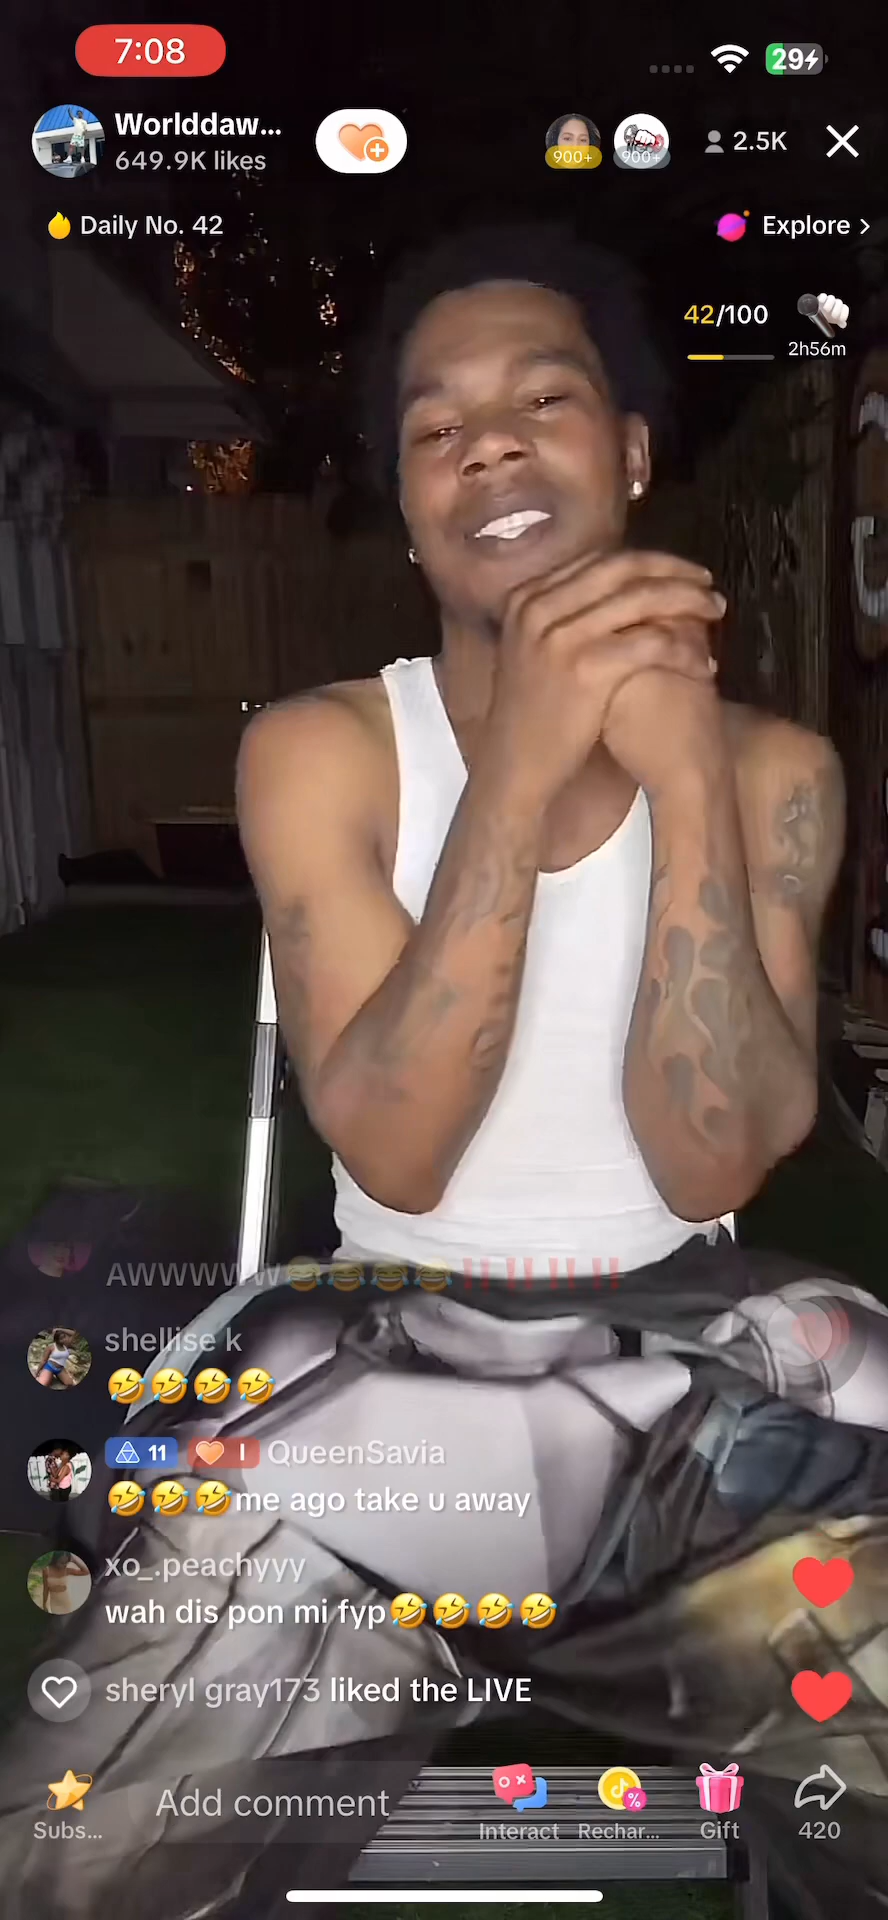 7:08
29
Worlddaw...
649.9K likes
900+
900+
2.5K
Daily No. 42
Explore >
42/100
2h56m
AWWWWW😂😂😂😂‼️‼️‼️‼️
shellise k
🤣🤣🤣🤣
11 I QueenSavia
🤣🤣🤣me ago take u away
xo_.peachyyy
wah dis pon mi fyp🤣🤣🤣🤣
sheryl gray173 liked the LIVE
Add comment
Subs...
Interact
Rechar...
Gift
420